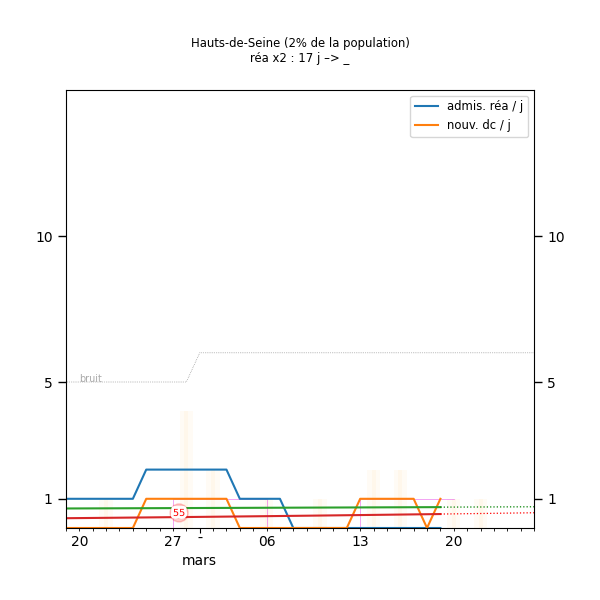 Hauts-de-Seine (2% de la population)
réa x2 : 17 j –> _
admis. réa / j
nouv. dc / j
10 10
bruit
5 5
55
1 1
20 27 - 06 13 20
mars